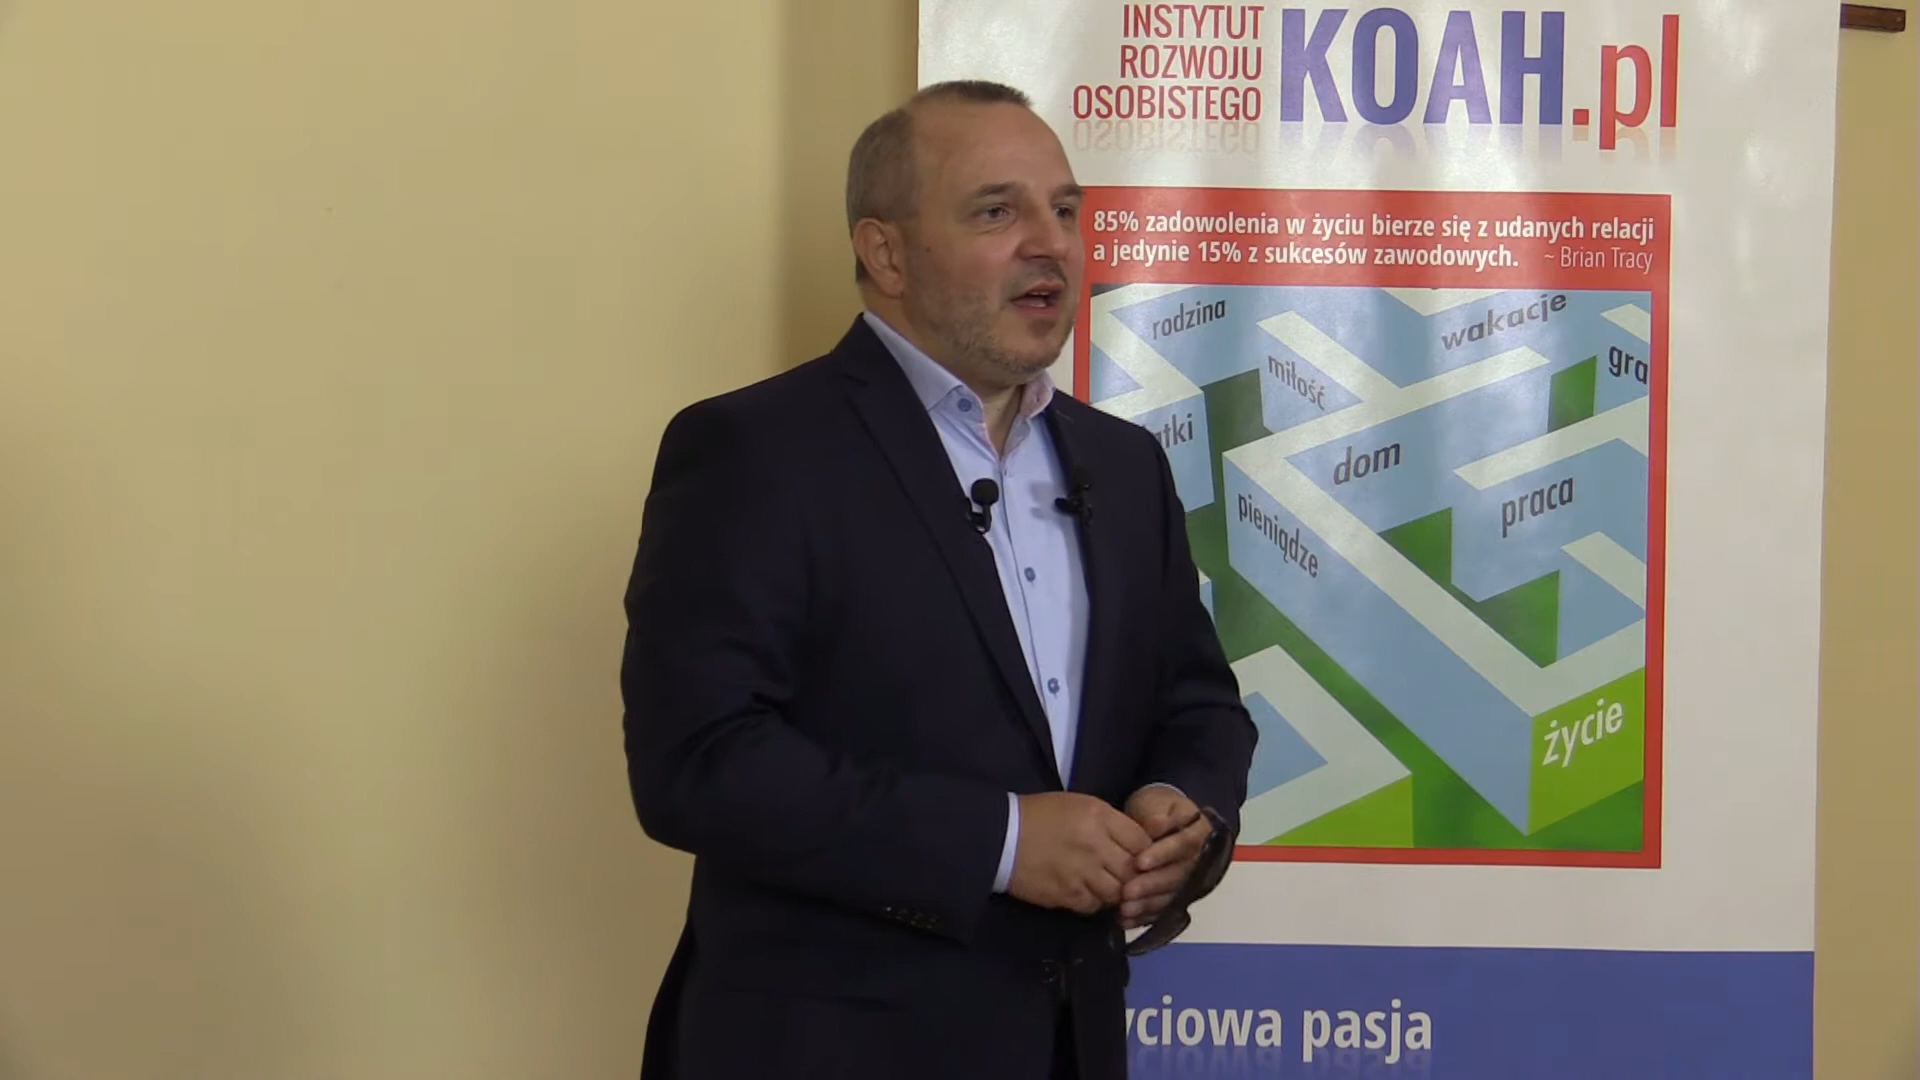 INSTYTUT
ROZWOJU
OSOBISTEGO
KOAH.pl
85% zadowolenia w życiu bierze się z udanych relacji
a jedynie 15% z sukcesów zawodowych. ~ Brian Tracy
rodzina
wakacje
miłość
dom
praca
pieniądze
życie
pasja